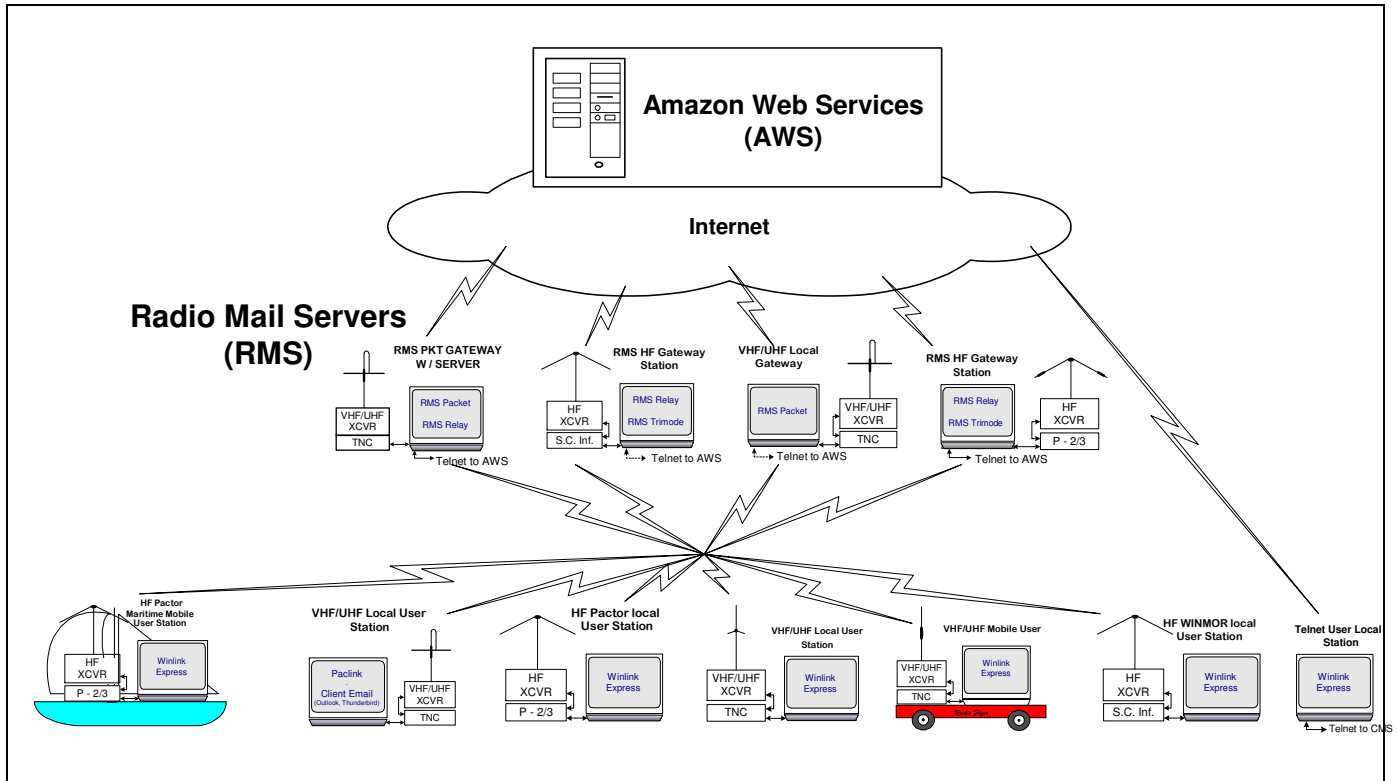 Amazon Web Services
(AWS)
Internet
Radio Mail Servers
(RMS)
RMS PKT GATEWAY
W / SERVER
VHF/UHF
XCVR
TNC
RMS Packet
RMS Relay
Telnet to AWS
RMS HF Gateway
Station
HF
XCVR
S.C. Inf.
RMS Relay
RMS Trimode
Telnet to AWS
VHF/UHF Local
Gateway
RMS Packet
VHF/UHF
XCVR
TNC
Telnet to AWS
RMS HF Gateway
Station
RMS Relay
RMS Trimode
HF
XCVR
P - 2/3
Telnet to AWS
HF Pactor
Maritime Mobile
User Station
HF
XCVR
P - 2/3
Winlink
Express
VHF/UHF Local User
Station
Paclink
-
Client Email
(Outlook, Thunderbird)
VHF/UHF
XCVR
TNC
HF Pactor local
User Station
HF
XCVR
P - 2/3
Winlink
Express
VHF/UHF Local User
Station
VHF/UHF
XCVR
TNC
Winlink
Express
VHF/UHF Mobile User
VHF/UHF
XCVR
TNC
Winlink
Express
Radio Flyer
HF WINMOR local
User Station
HF
XCVR
S.C. Inf.
Winlink
Express
Telnet User Local
Station
Winlink
Express
Telnet to CMS